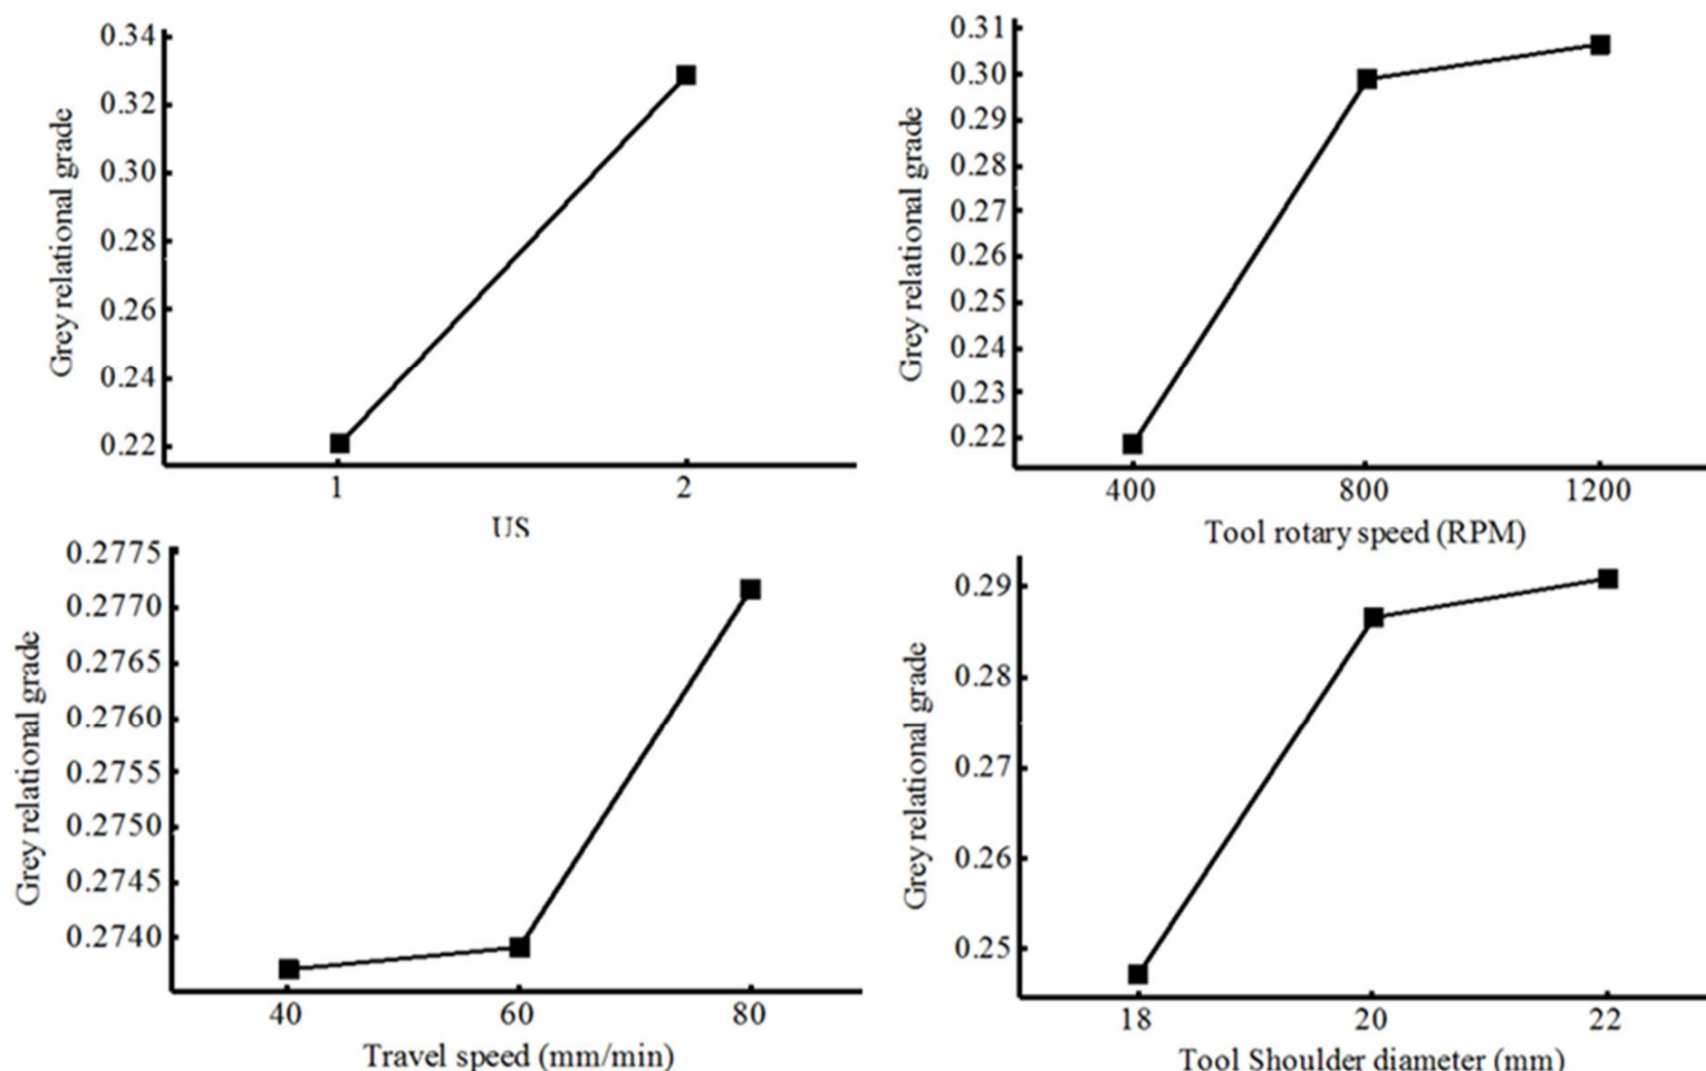 Grey relational grade
0.34
0.32
0.30
0.28
0.26
0.24
0.22
1 2
US
Grey relational grade
0.31
0.30
0.29
0.28
0.27
0.26
0.25
0.24
0.23
0.22
400 800 1200
Tool rotary speed (RPM)
Grey relational grade
0.2775
0.2770
0.2765
0.2760
0.2755
0.2750
0.2745
0.2740
40 60 80
Travel speed (mm/min)
Grey relational grade
0.29
0.28
0.27
0.26
0.25
18 20 22
Tool Shoulder diameter (mm)